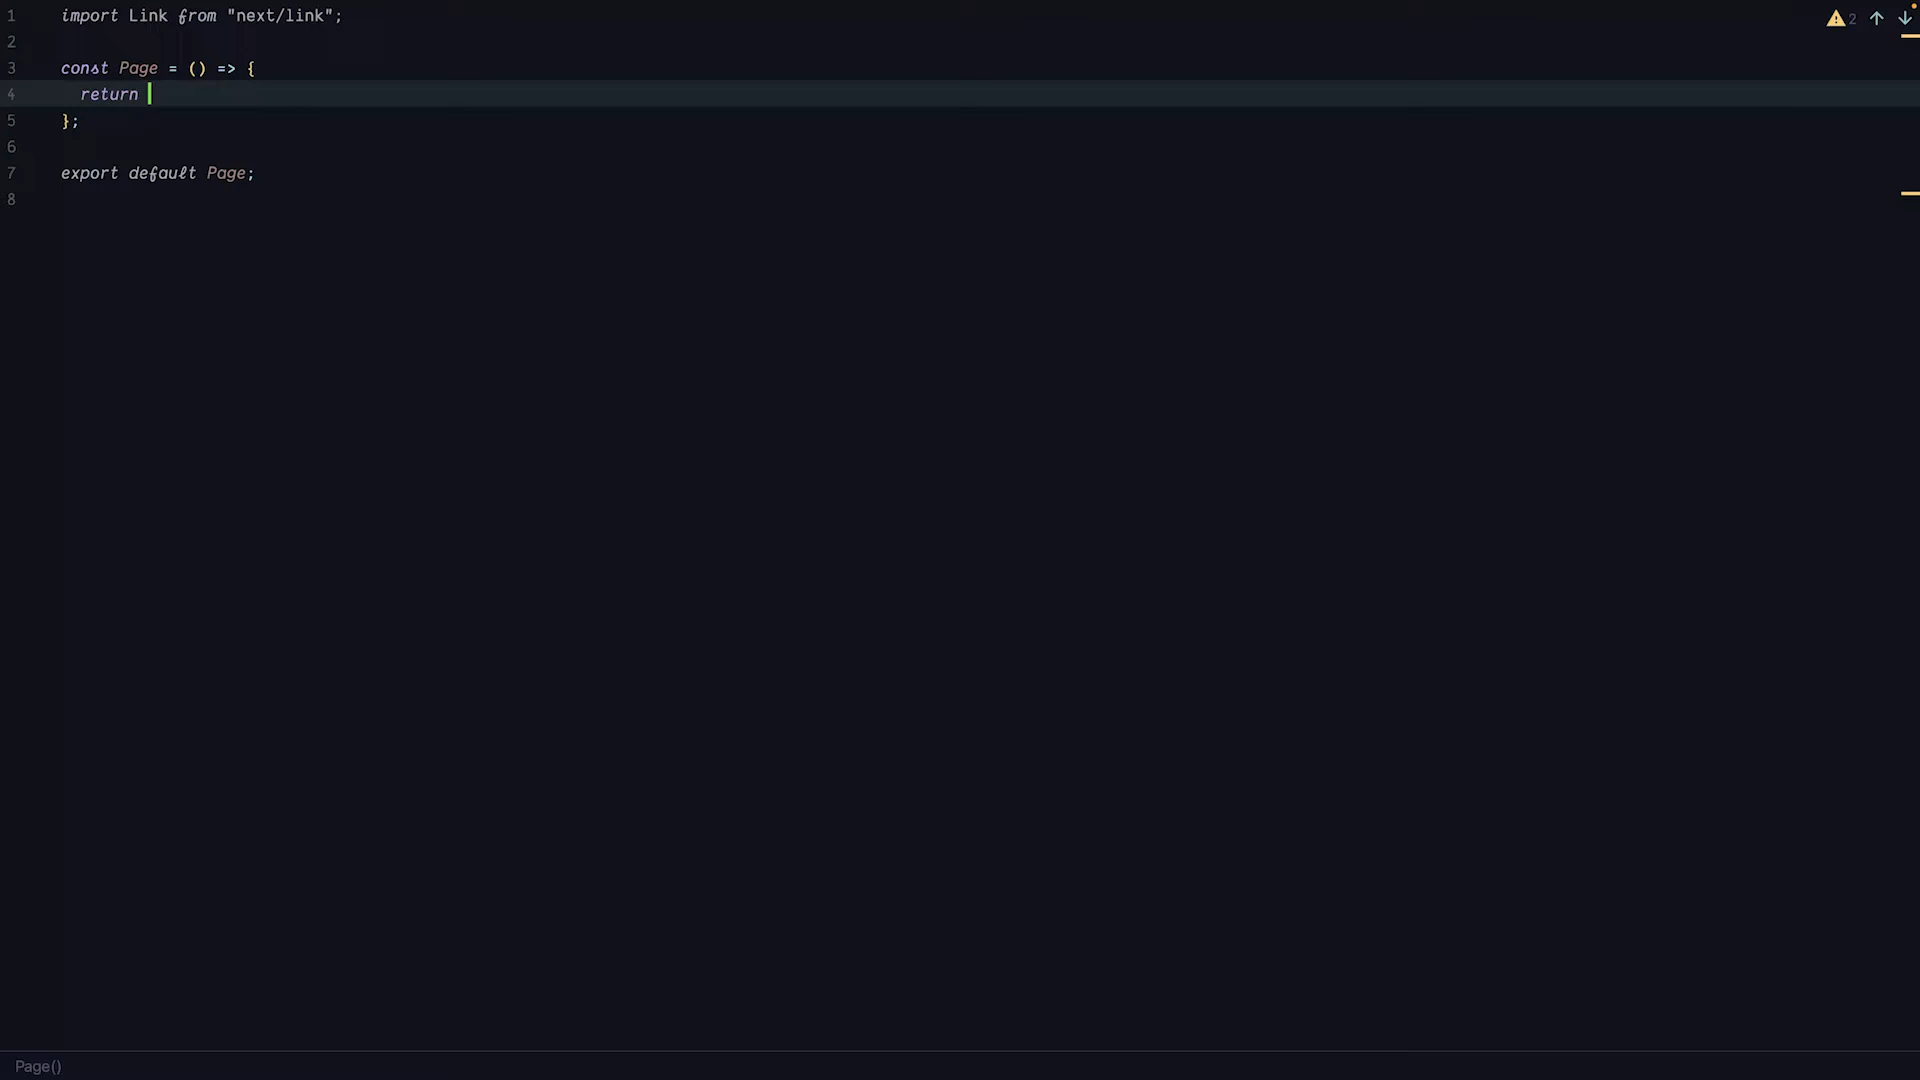 1 import Link from "next/link";
2
3 const Page = () => {
4 return
5 };
6
7 export default Page;
8
2
Page()